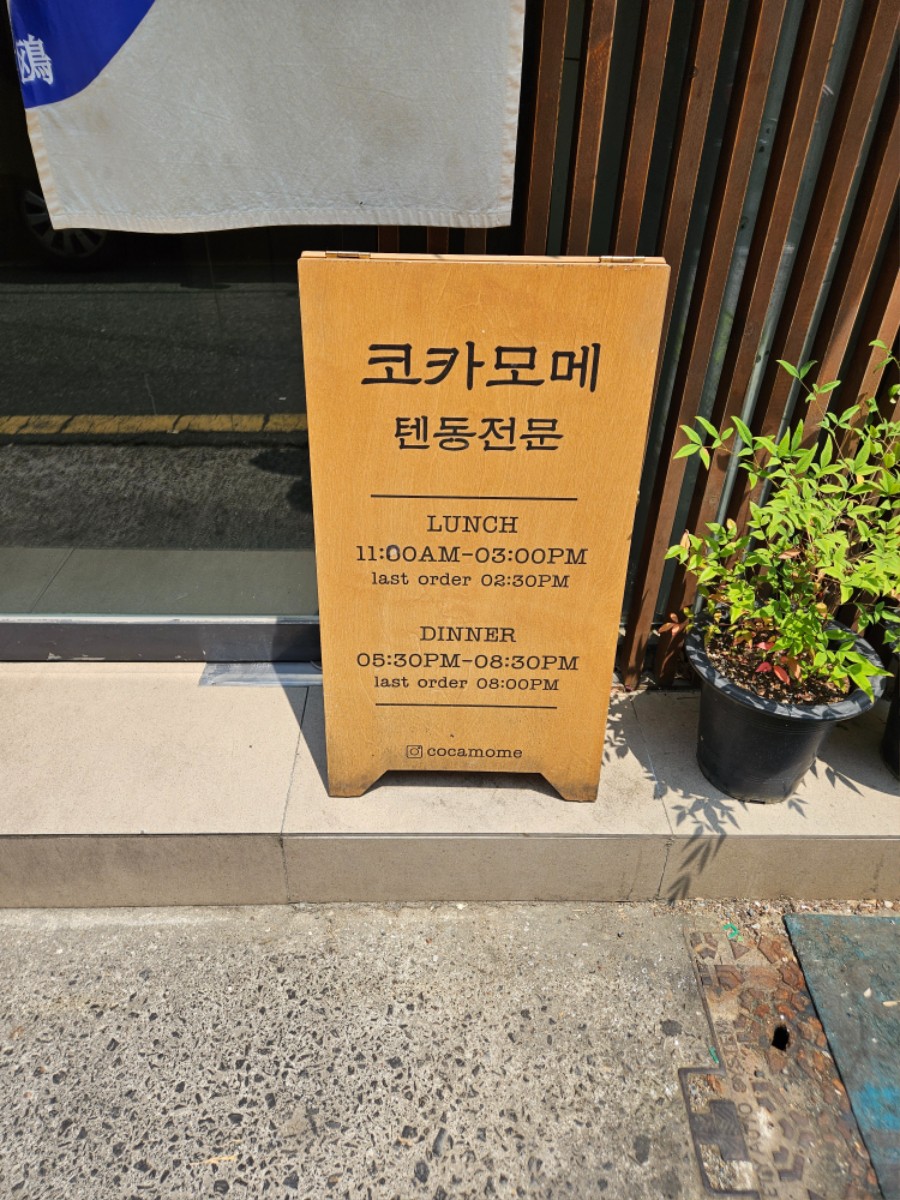 鴎
코카모메
텐동전문
LUNCH
11:00AM-03:00PM
last order 02:30PM
DINNER
05:30PM-08:30PM
last order 08:00PM
cocamome